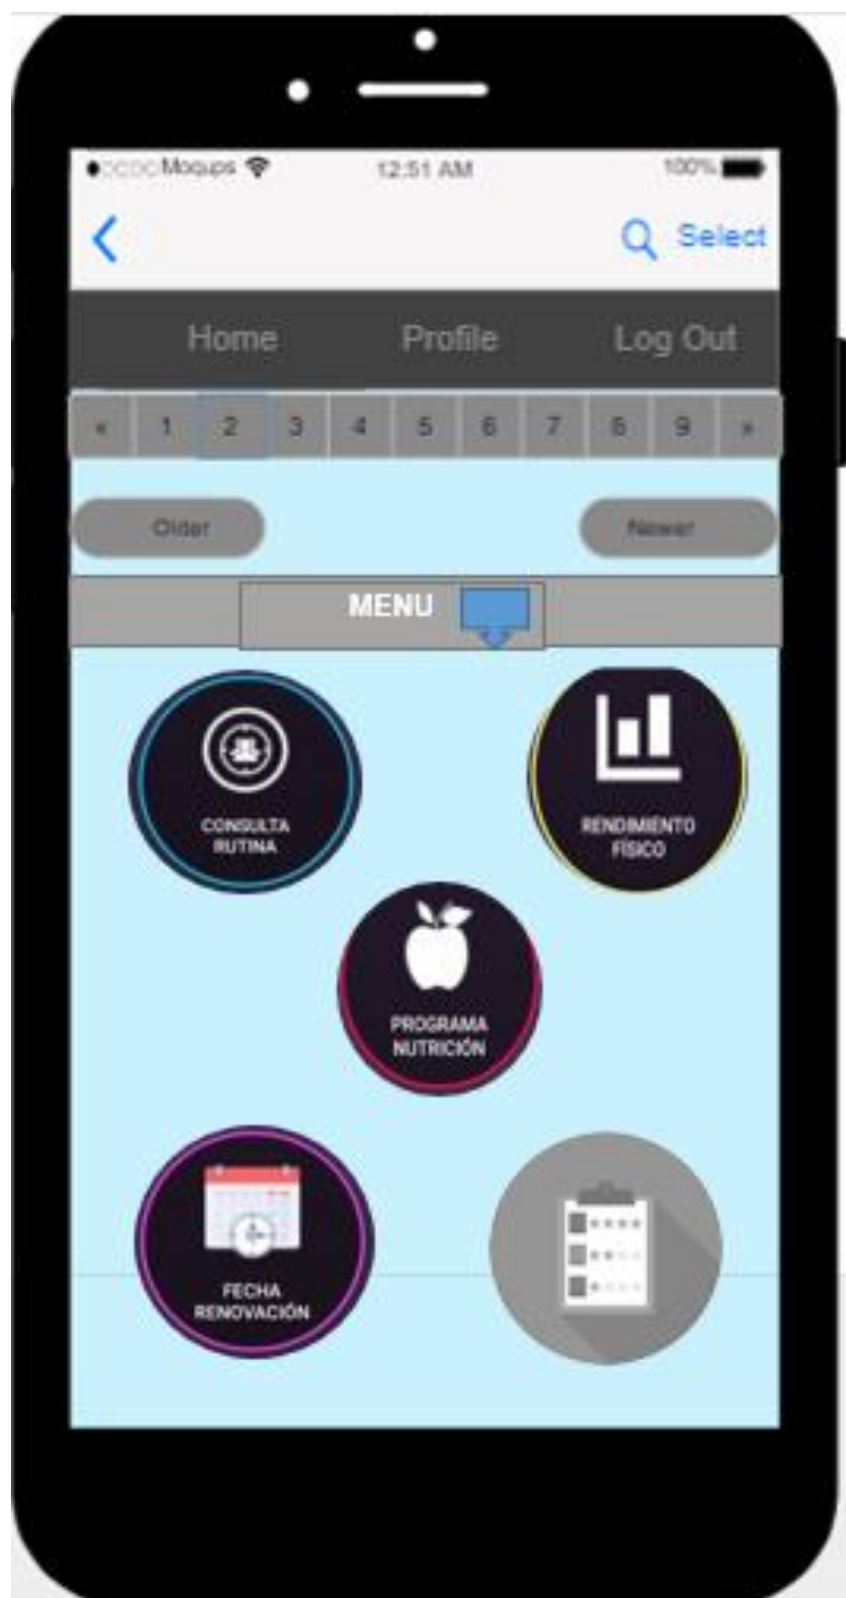 Moqups 12:51 AM 100%
Select
Home Profile Log Out
« 1 2 3 4 5 6 7 8 9 »
Older Newer
MENU
CONSULTA
RUTINA
RENDIMIENTO
FÍSICO
PROGRAMA
NUTRICIÓN
FECHA
RENOVACIÓN